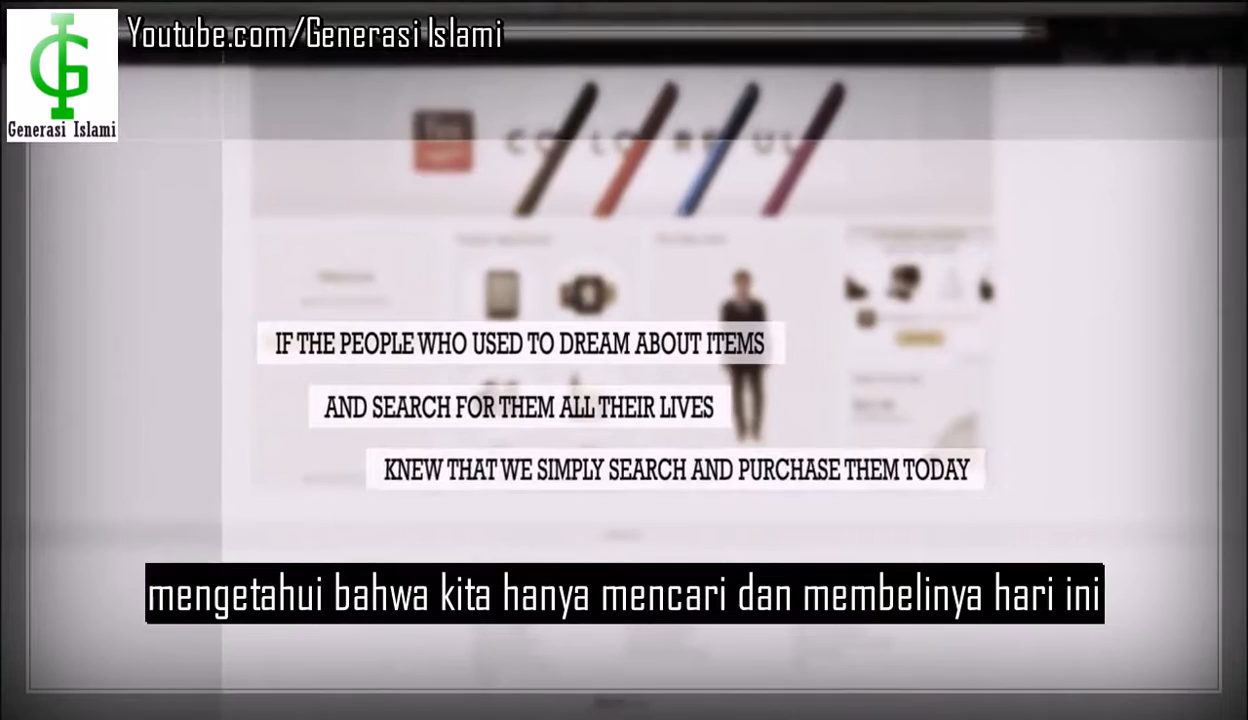 Youtube.com/Generasi Islami
Generasi Islami
COLORFUL
IF THE PEOPLE WHO USED TO DREAM ABOUT ITEMS
AND SEARCH FOR THEM ALL THEIR LIVES
KNEW THAT WE SIMPLY SEARCH AND PURCHASE THEM TODAY
mengetahui bahwa kita hanya mencari dan membelinya hari ini